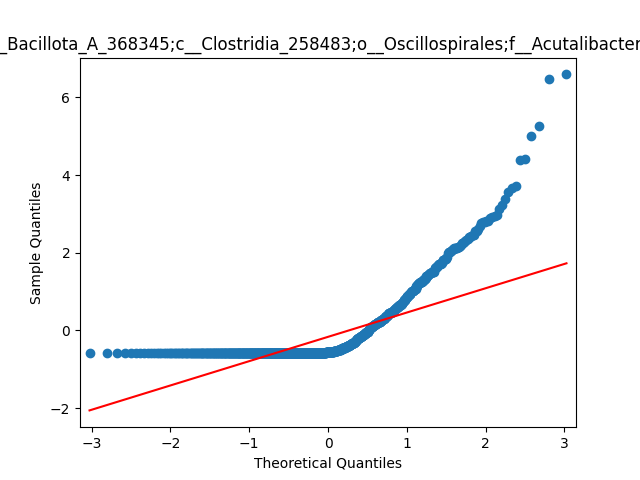 _Bacillota_A_368345;c__Clostridia_258483;o__Oscillospirales;f__Acutalibacter
6
4
2
0
−2
Sample Quantiles
−3 −2 −1 0 1 2 3
Theoretical Quantiles